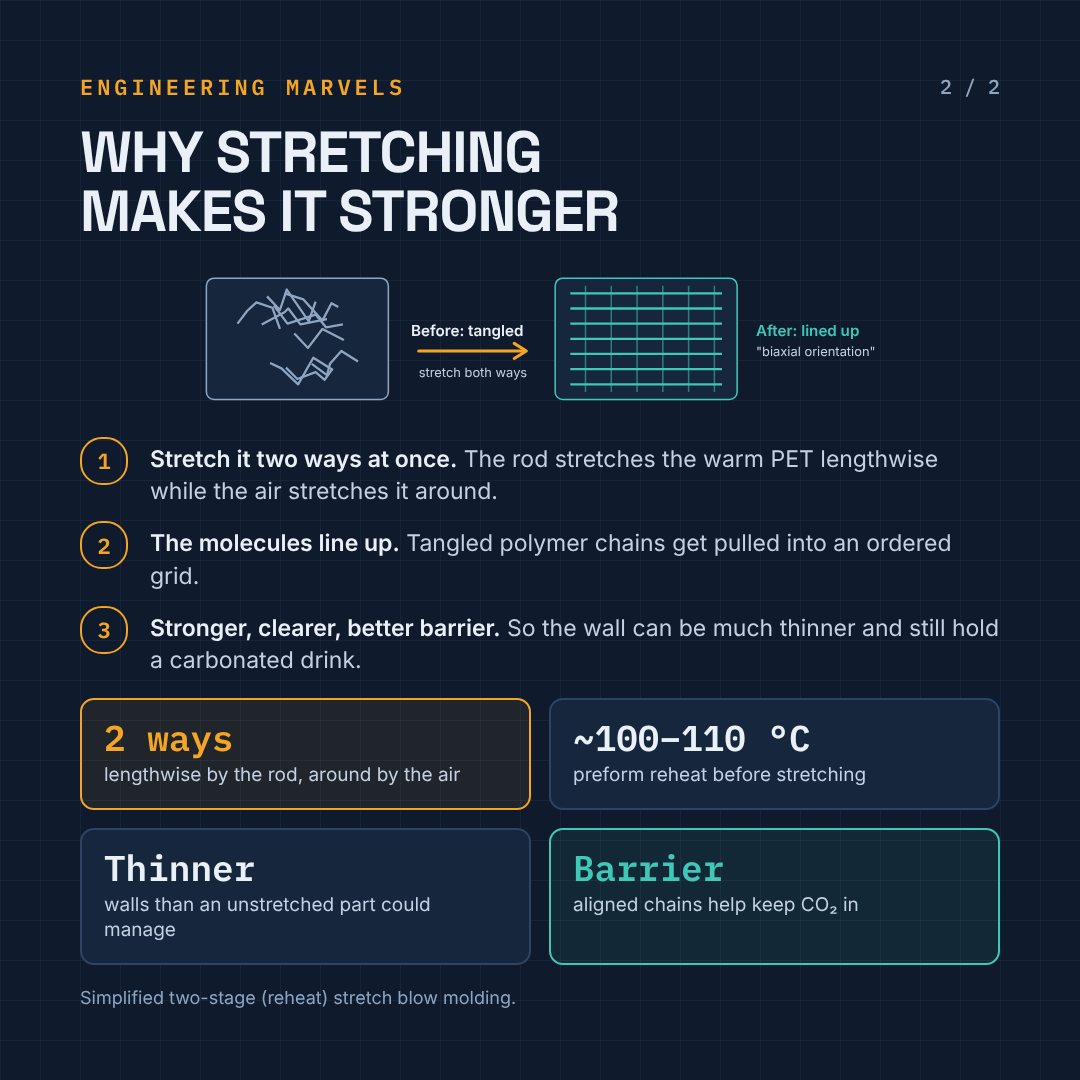 ENGINEERING MARVELS
2 / 2
WHY STRETCHING
MAKES IT STRONGER
Before: tangled
stretch both ways
After: lined up
"biaxial orientation"
1
Stretch it two ways at once. The rod stretches the warm PET lengthwise
while the air stretches it around.
2
The molecules line up. Tangled polymer chains get pulled into an ordered
grid.
3
Stronger, clearer, better barrier. So the wall can be much thinner and still hold
a carbonated drink.
2 ways
lengthwise by the rod, around by the air
~100–110 °C
preform reheat before stretching
Thinner
walls than an unstretched part could
manage
Barrier
aligned chains help keep CO₂ in
Simplified two-stage (reheat) stretch blow molding.